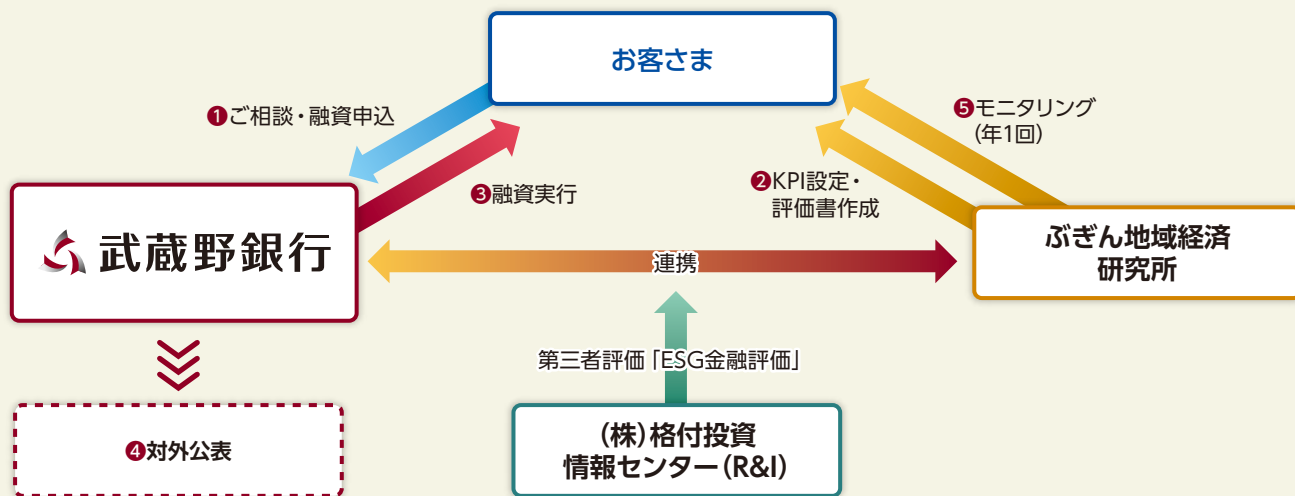 お客さま
❶ご相談・融資申込
❺モニタリング
(年1回)
❸融資実行
❷KPI設定・
評価書作成
武蔵野銀行
ぶぎん地域経済
研究所
連携
第三者評価「ESG金融評価」
❹対外公表
(株)格付投資
情報センター(R&I)